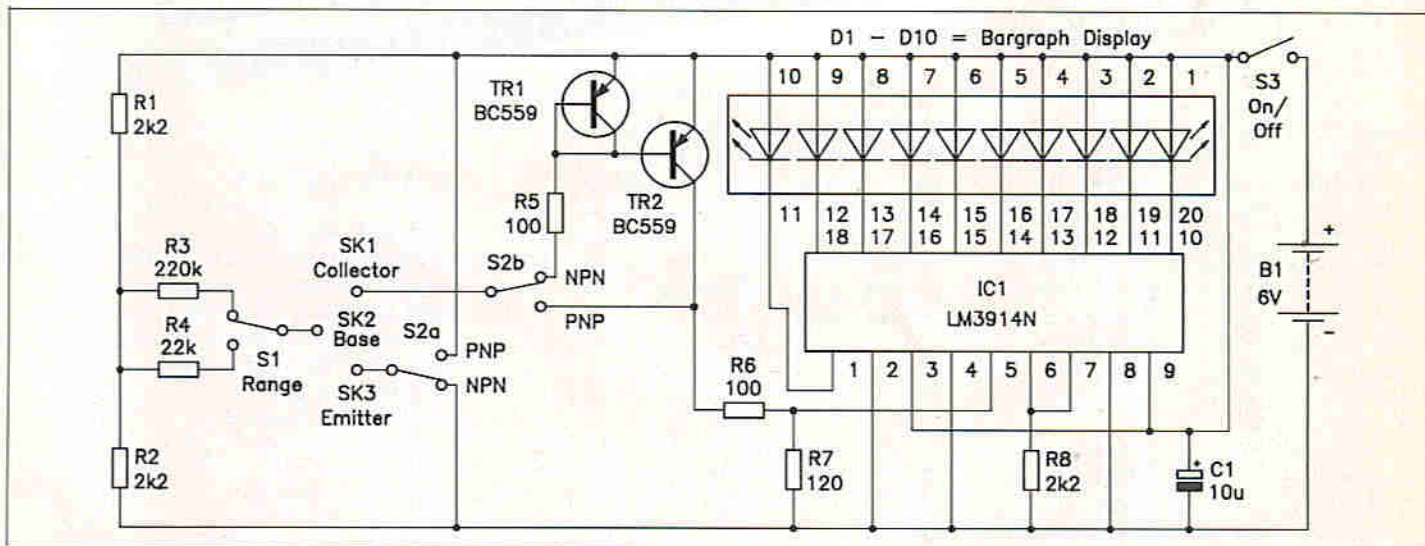 D1 - D10 = Bargraph Display
10 9 8 7 6 5 4 3 2 1
S3
On/
Off
TR1
BC559
R1
2k2
TR2
BC559
R5
100
11 12 13 14 15 16 17 18 19 20
18 17 16 15 14 13 12 11 10
R3
220k
SK1
Collector
S2b
NPN
PNP
IC1
LM3914N
+
B1
6V
-
R4
22k
S1
Range
SK2
Base
S2a
PNP
NPN
SK3
Emitter
R6
100
1 2 3 4 5 6 7 8 9
R2
2k2
R7
120
R8
2k2
+
C1
10u